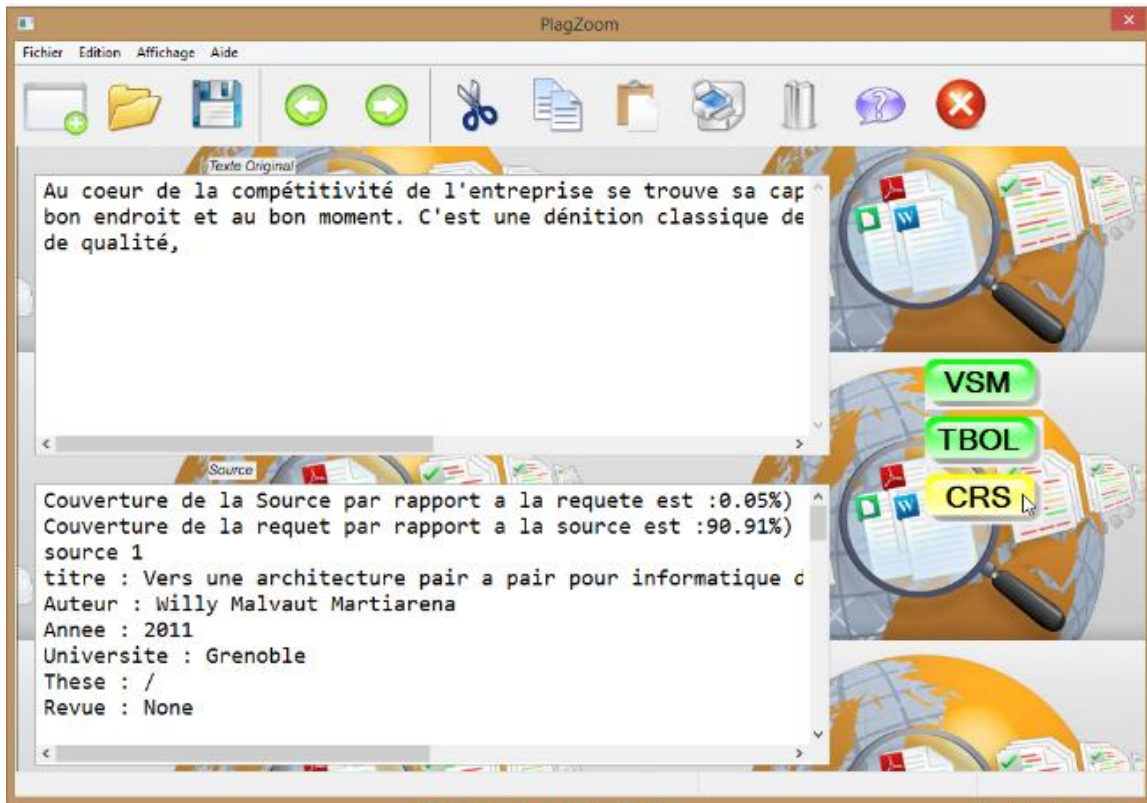 PlagZoom
Fichier Edition Affichage Aide
Texte Original
Au coeur de la compétitivité de l'entreprise se trouve sa cap
bon endroit et au bon moment. C'est une dénition classique de
de qualité,
VSM
TBOL
CRS
Source
Couverture de la Source par rapport a la requete est :0.05%)
Couverture de la requet par rapport a la source est :90.91%)
source 1
titre : Vers une architecture pair a pair pour informatique d
Auteur : Willy Malvaut Martiarena
Annee : 2011
Universite : Grenoble
These : /
Revue : None